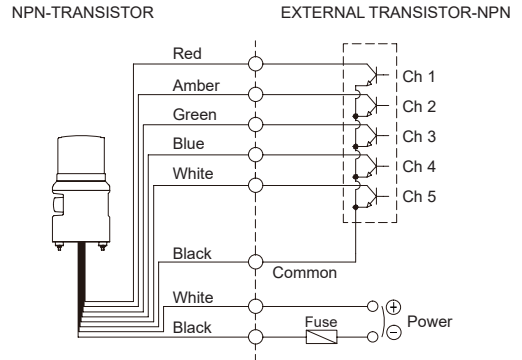 NPN-TRANSISTOR
EXTERNAL TRANSISTOR-NPN
Red
Ch 1
Amber
Ch 2
Green
Ch 3
Blue
Ch 4
White
Ch 5
Black
Common
White
+
Fuse
Power
Black
−